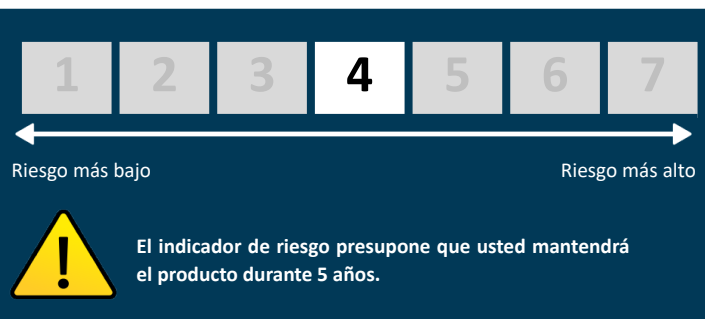 1 2 3 4 5 6 7
Riesgo más bajo Riesgo más alto
El indicador de riesgo presupone que usted mantendrá
el producto durante 5 años.